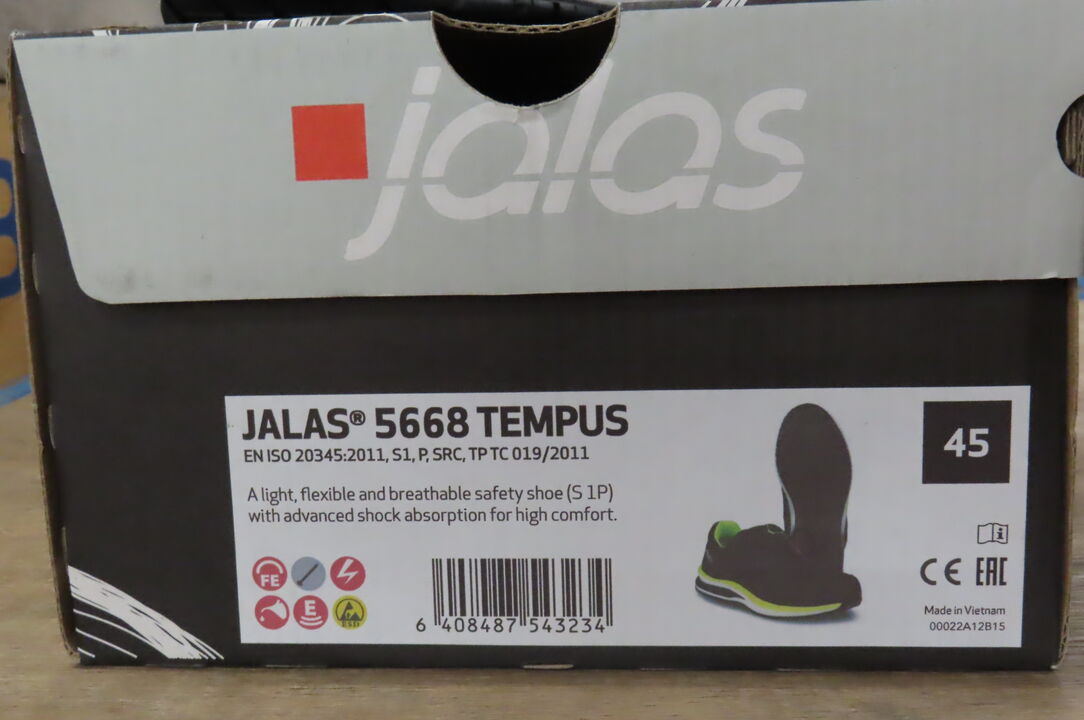 jalas
JALAS® 5668 TEMPUS
EN ISO 20345:2011, S1, P, SRC, TP TC 019/2011
A light, flexible and breathable safety shoe (S 1P)
with advanced shock absorption for high comfort.
45
i
FE
E
ESD
CE EAC
6 408487 543234
Made in Vietnam
00022A12B15